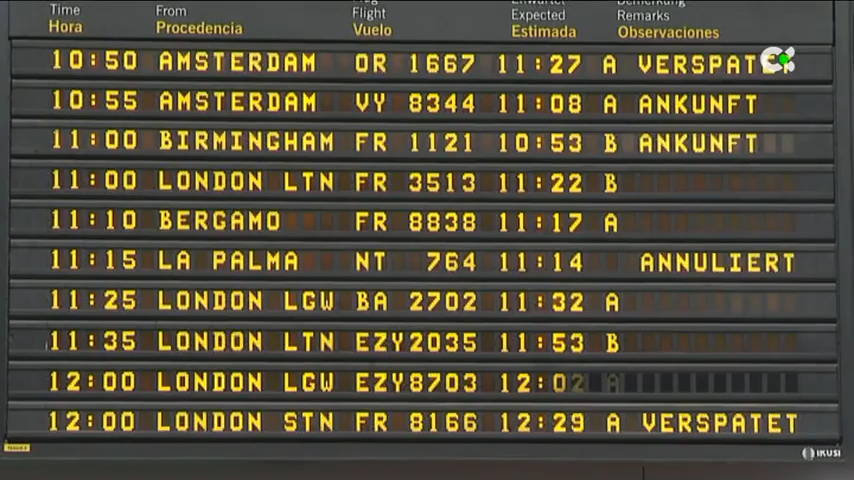 Time From Flight Expected Remarks
Hora Procedencia Vuelo Estimada Observaciones
10:50 AMSTERDAM OR 1667 11:27 A VERSPATET
10:55 AMSTERDAM VY 8344 11:08 A ANKUNFT
11:00 BIRMINGHAM FR 1121 10:53 B ANKUNFT
11:00 LONDON LTN FR 3513 11:22 B
11:10 BERGAMO FR 8838 11:17 A
11:15 LA PALMA NT 764 11:14 ANNULIERT
11:25 LONDON LGW BA 2702 11:32 A
11:35 LONDON LTN EZY2035 11:53 B
12:00 LONDON LGW EZY8703 12:02 A
12:00 LONDON STN FR 8166 12:29 A VERSPATET
IKUSI